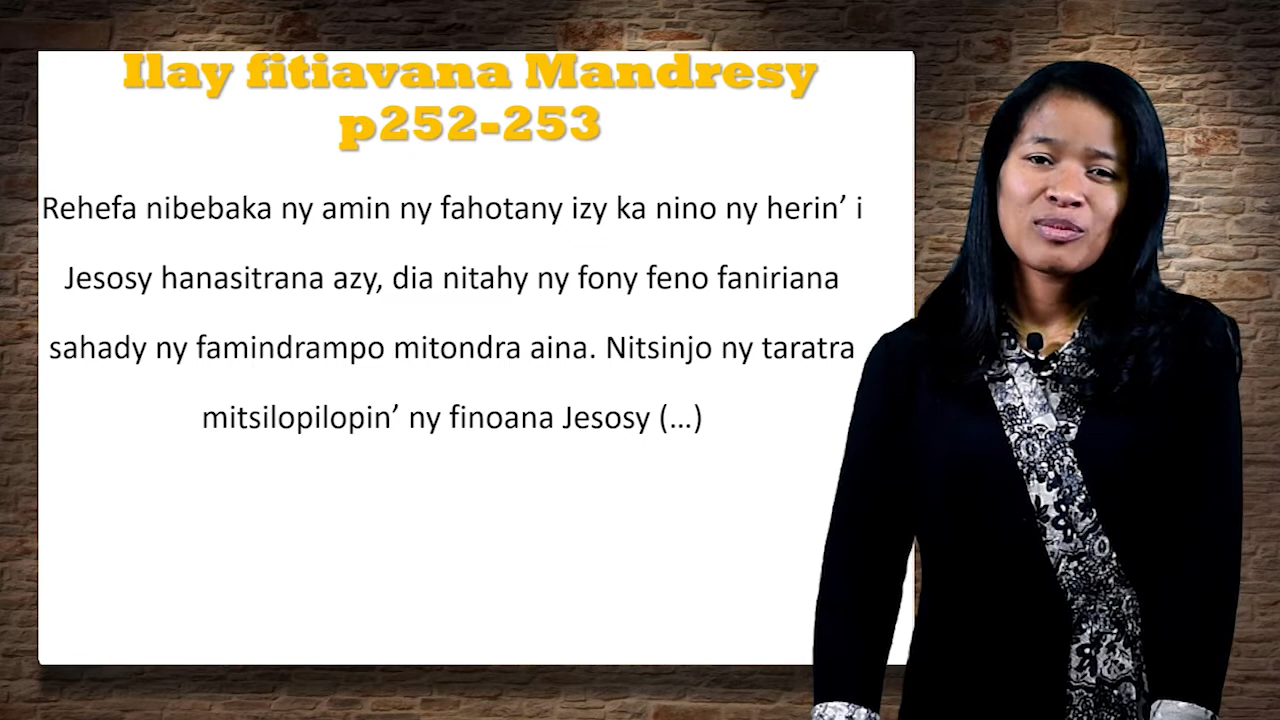 Ilay fitiavana Mandresy
p252-253
Rehefa nibebaka ny amin ny fahotany izy ka nino ny herin’ i
Jesosy hanasitrana azy, dia nitahy ny fony feno faniriana
sahady ny famindrampo mitondra aina. Nitsinjo ny taratra
mitsilopilopin’ ny finoana Jesosy (...)